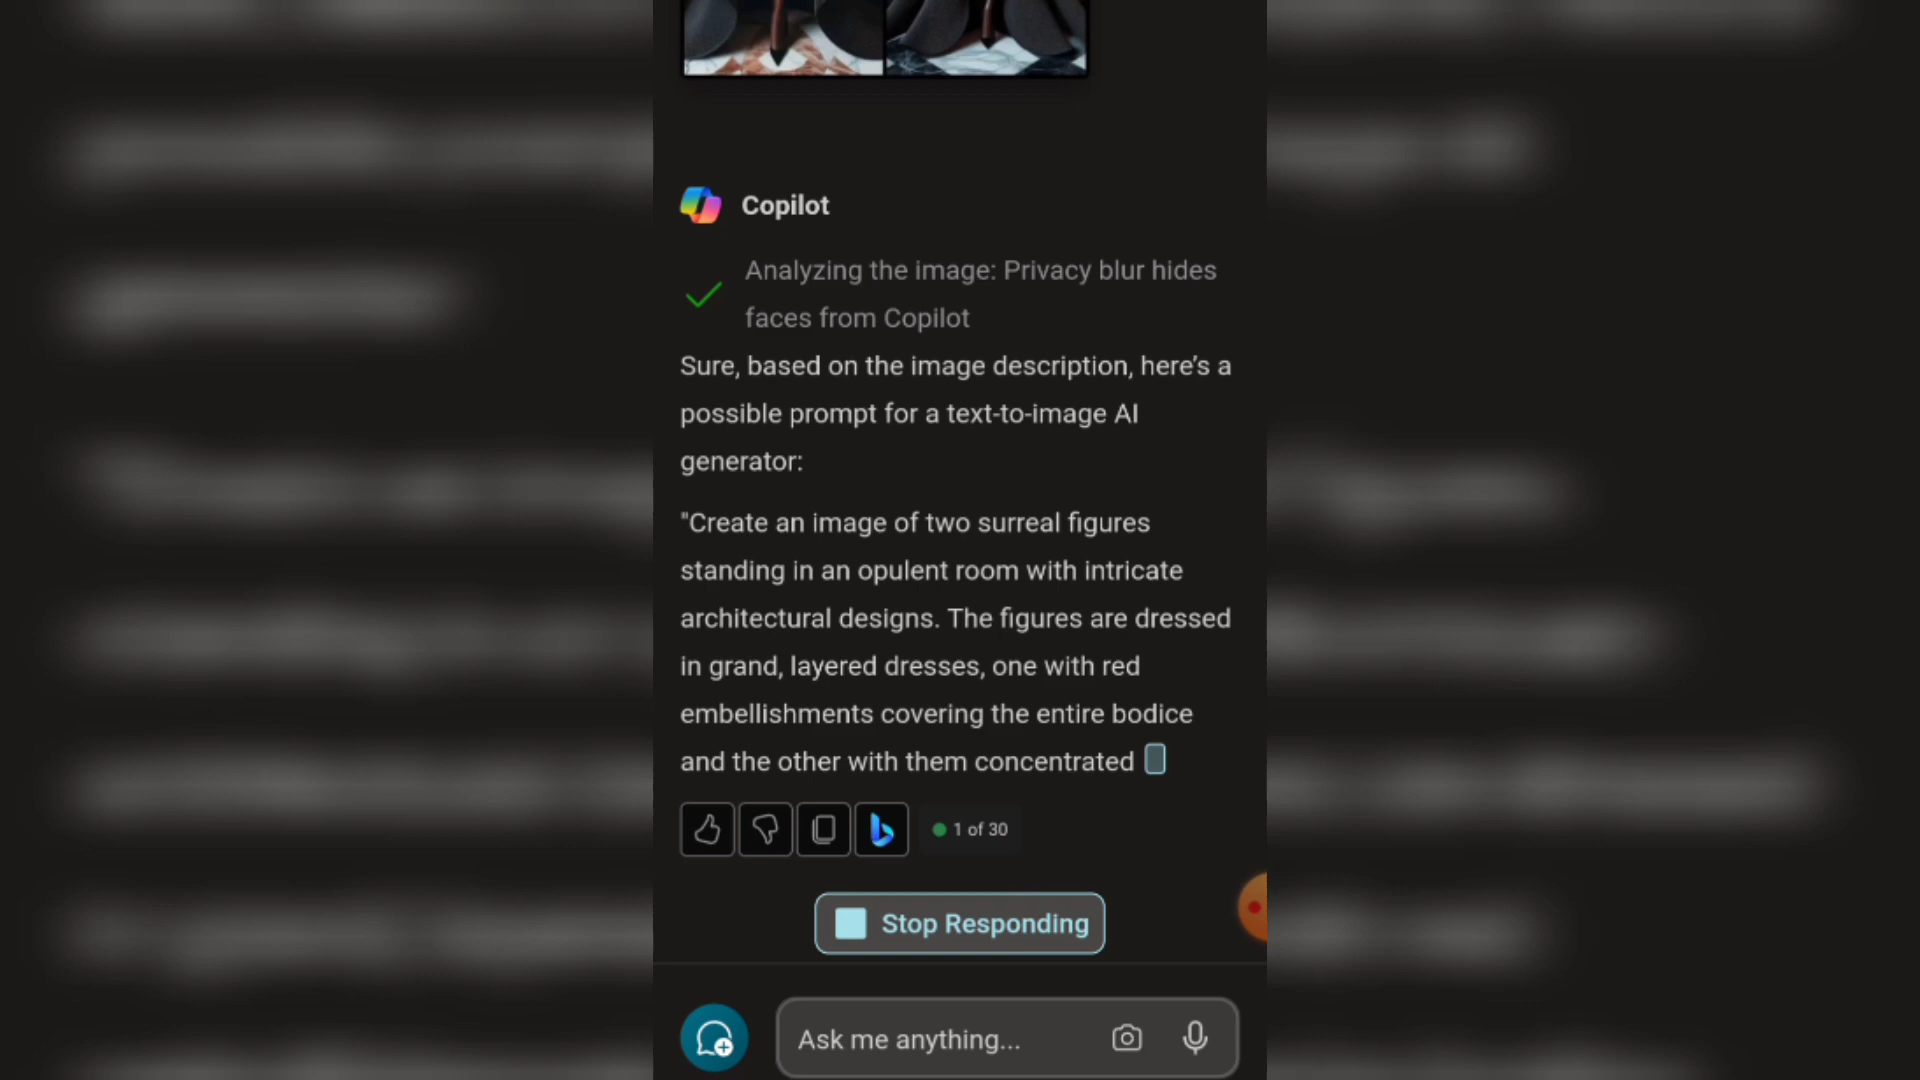 Copilot
Analyzing the image: Privacy blur hides
faces from Copilot
Sure, based on the image description, here’s a
possible prompt for a text-to-image AI
generator:
"Create an image of two surreal figures
standing in an opulent room with intricate
architectural designs. The figures are dressed
in grand, layered dresses, one with red
embellishments covering the entire bodice
and the other with them concentrated
1 of 30
Stop Responding
Ask me anything...